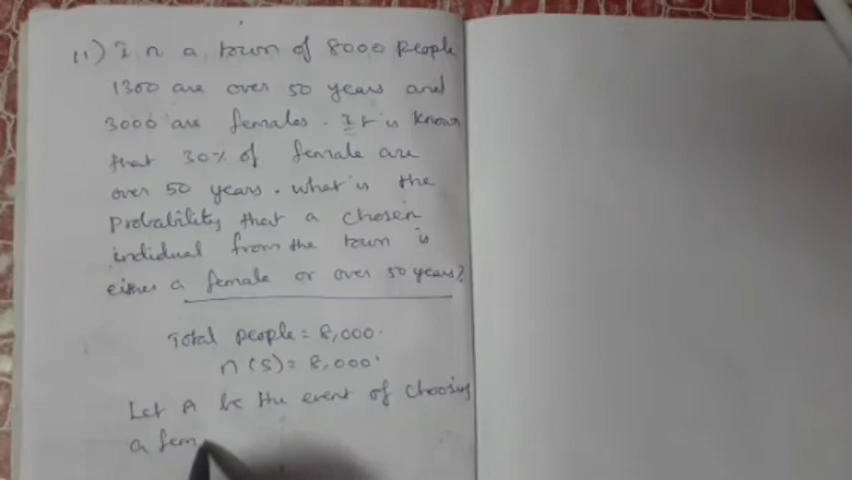 11) In a town of 8000 people
1300 are over 50 years and
3000 are females. It is known
that 30% of female are
over 50 years. what is the
Probability that a chosen
indidual from the town is
either a female or over 50 years?
Total people = 8,000.
n(S) = 8,000.
Let A be the event of choosing
a fem